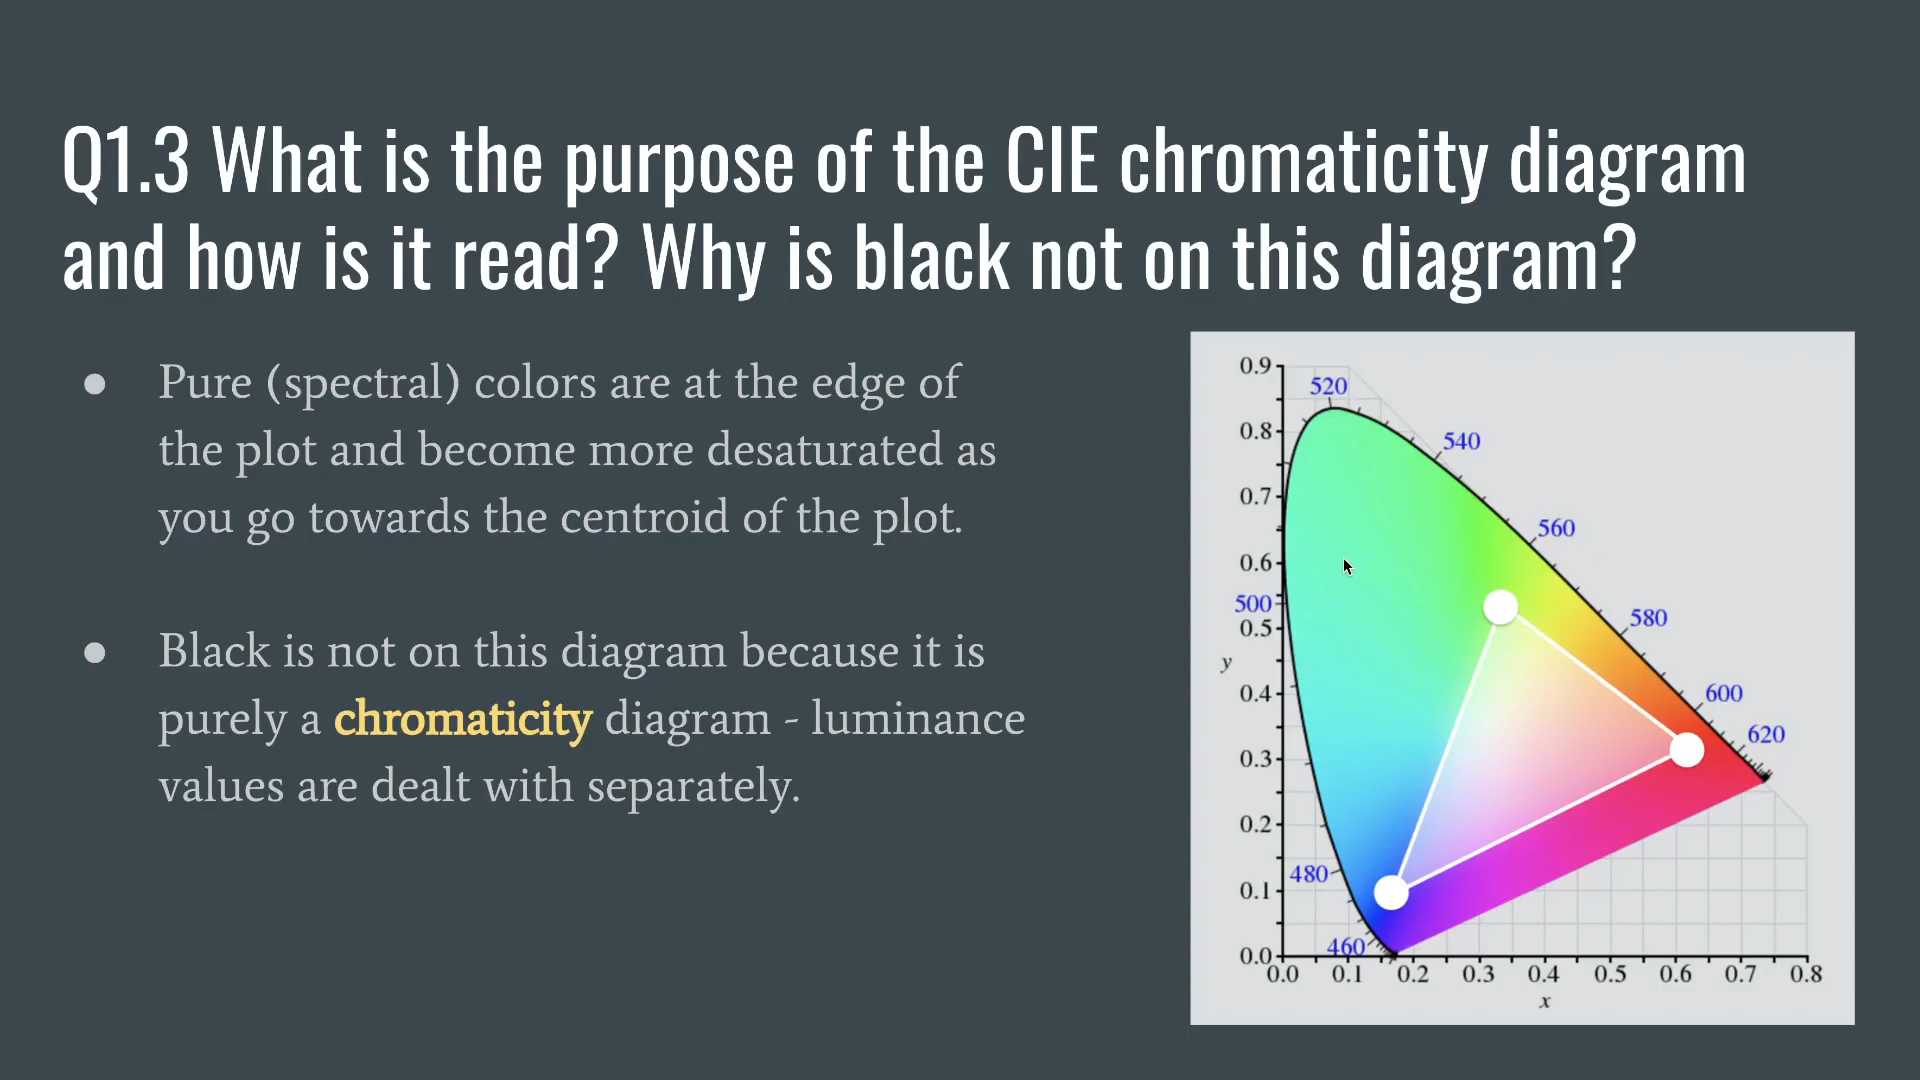 Q1.3 What is the purpose of the CIE chromaticity diagram
and how is it read? Why is black not on this diagram?
● Pure (spectral) colors are at the edge of
the plot and become more desaturated as
you go towards the centroid of the plot.
● Black is not on this diagram because it is
purely a chromaticity diagram - luminance
values are dealt with separately.
0.9
520
0.8
540
0.7
560
0.6
500
0.5
580
y
0.4
600
620
0.3
0.2
480
0.1
460
0.0
0.0 0.1 0.2 0.3 0.4 0.5 0.6 0.7 0.8
x